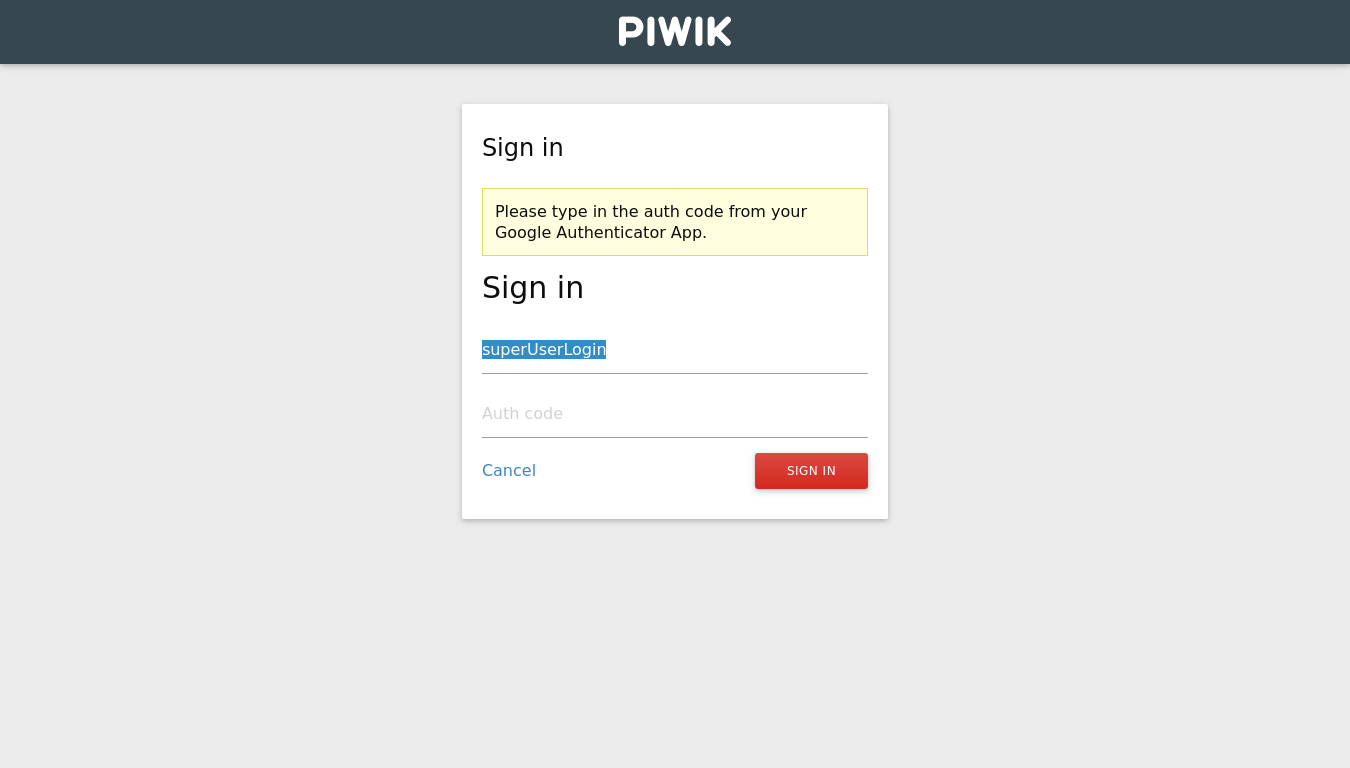 PIWIK
Sign in
Please type in the auth code from your
Google Authenticator App.
Sign in
superUserLogin
Auth code
Cancel
SIGN IN